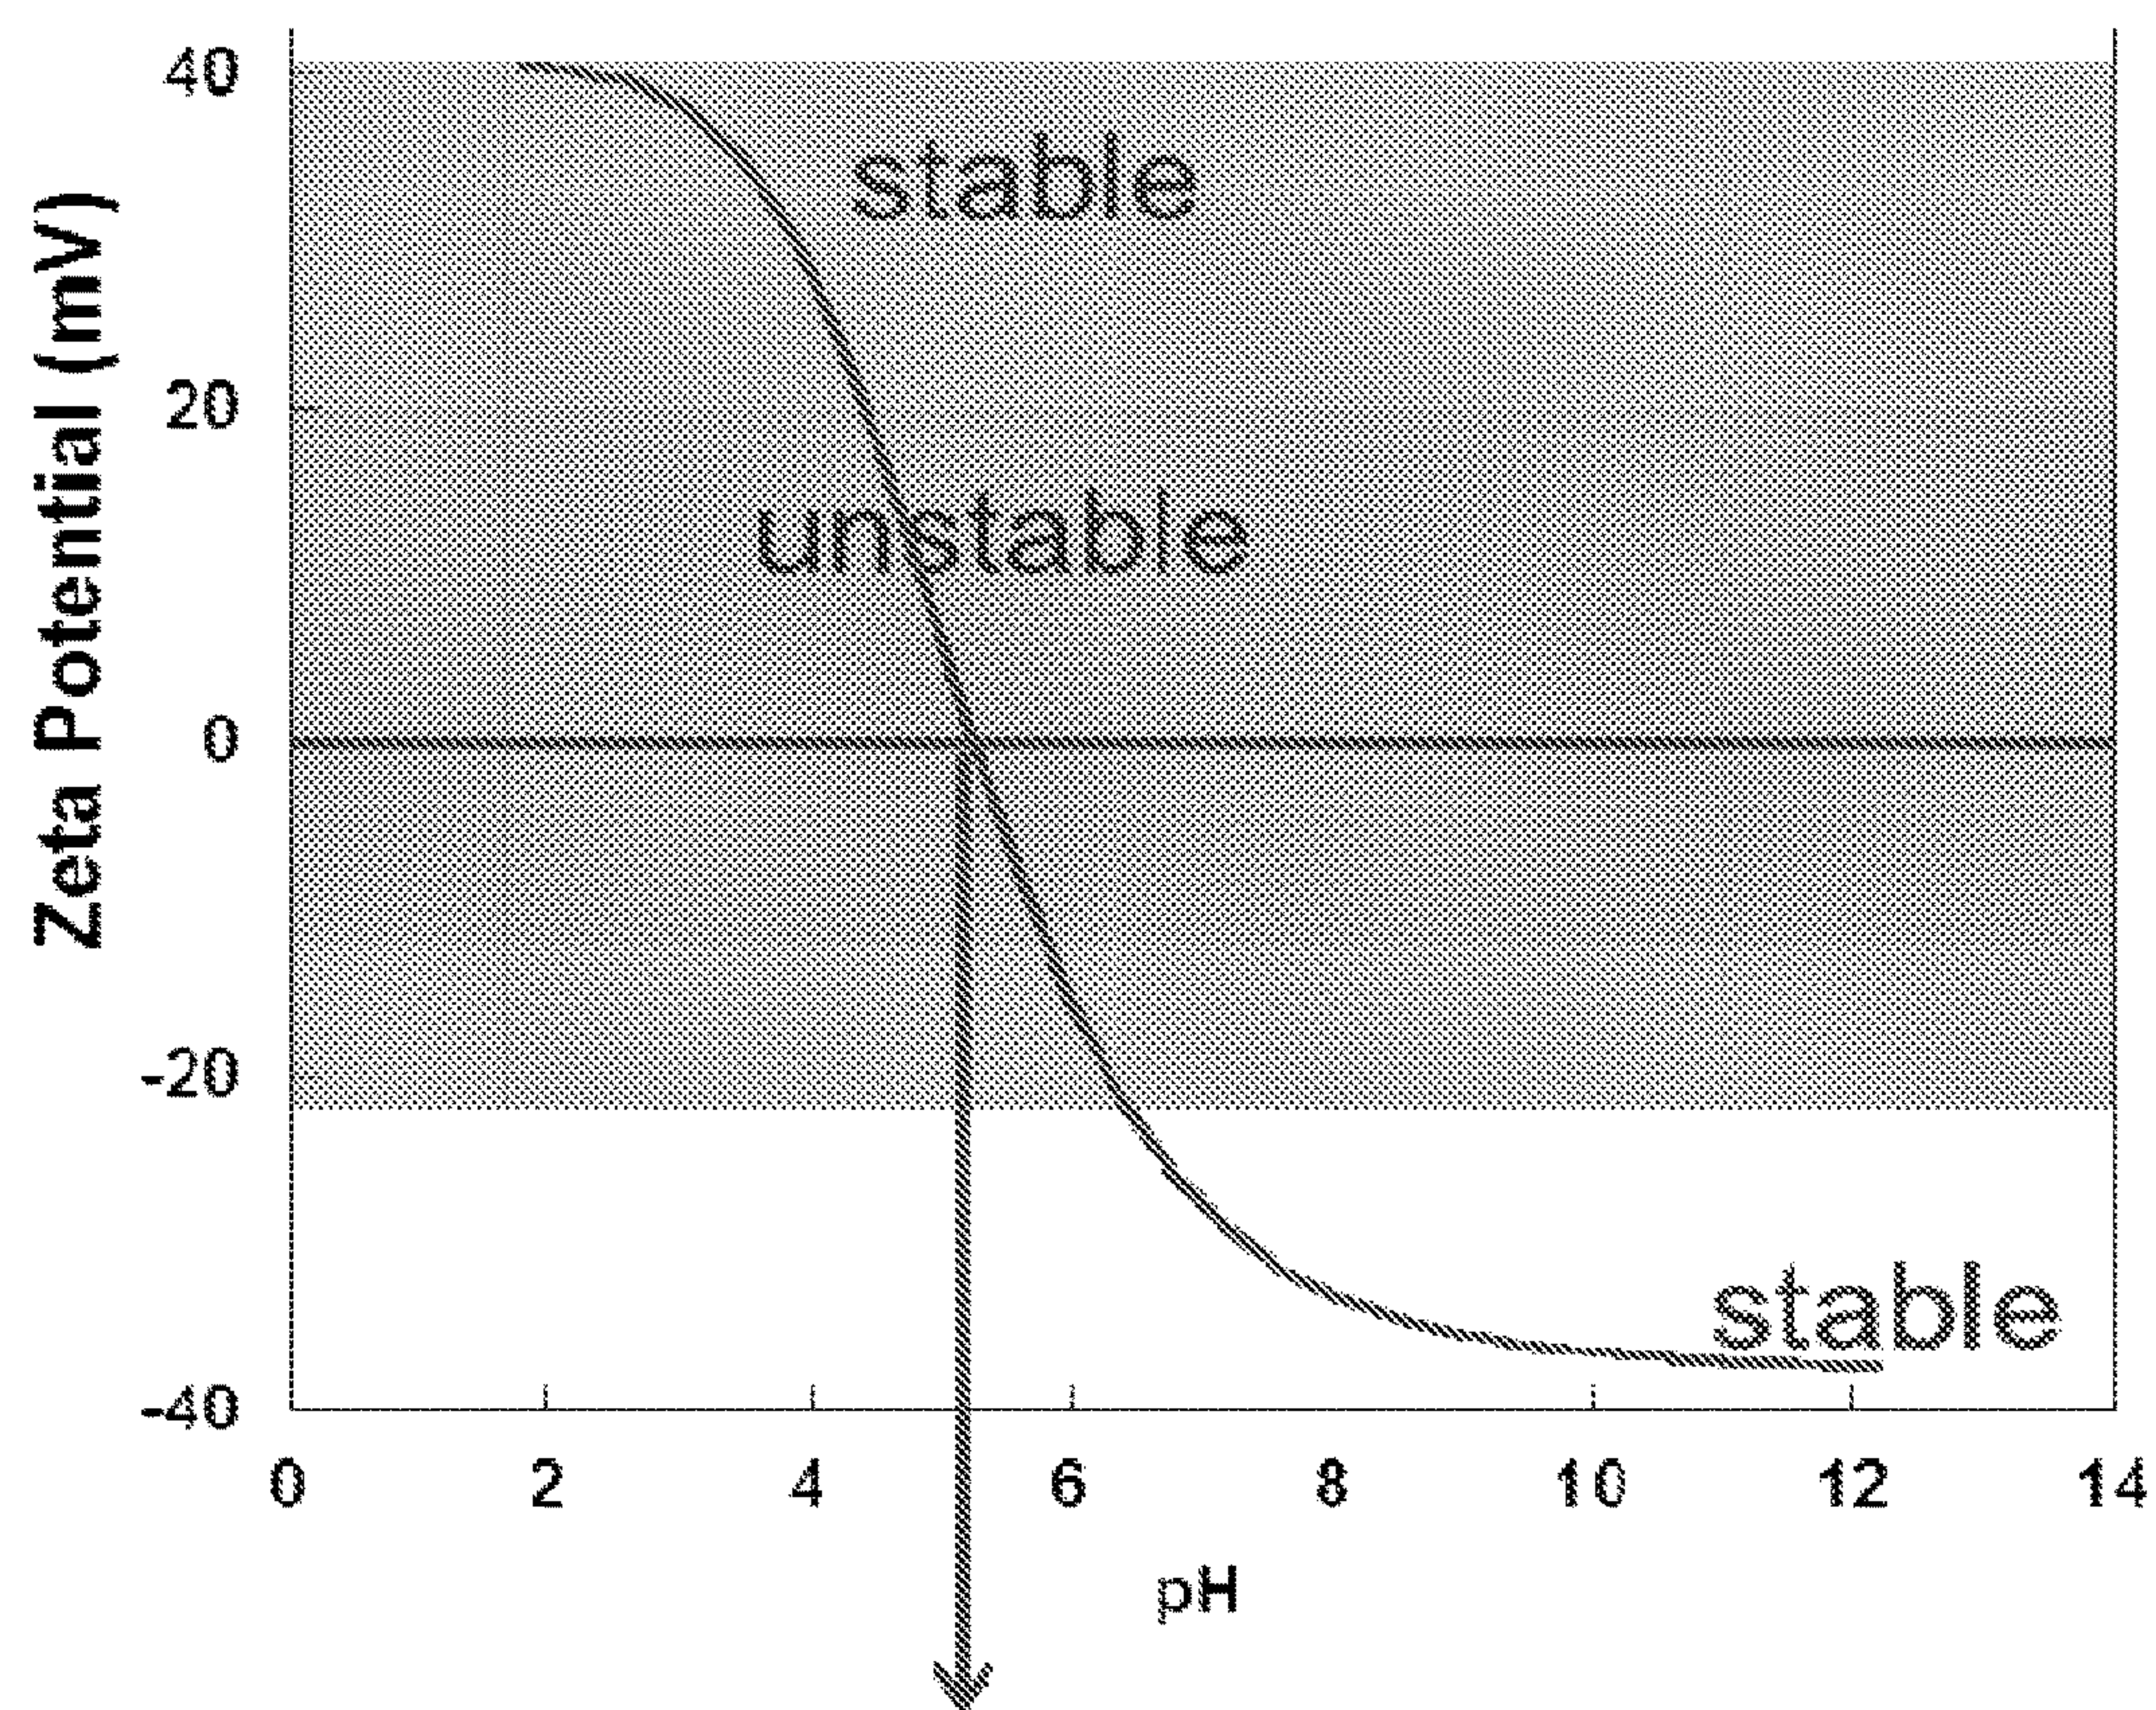 Zeta Potential (mV)
40
20
0
-20
-40
stable
unstable
stable
0 2 4 6 8 10 12 14
pH